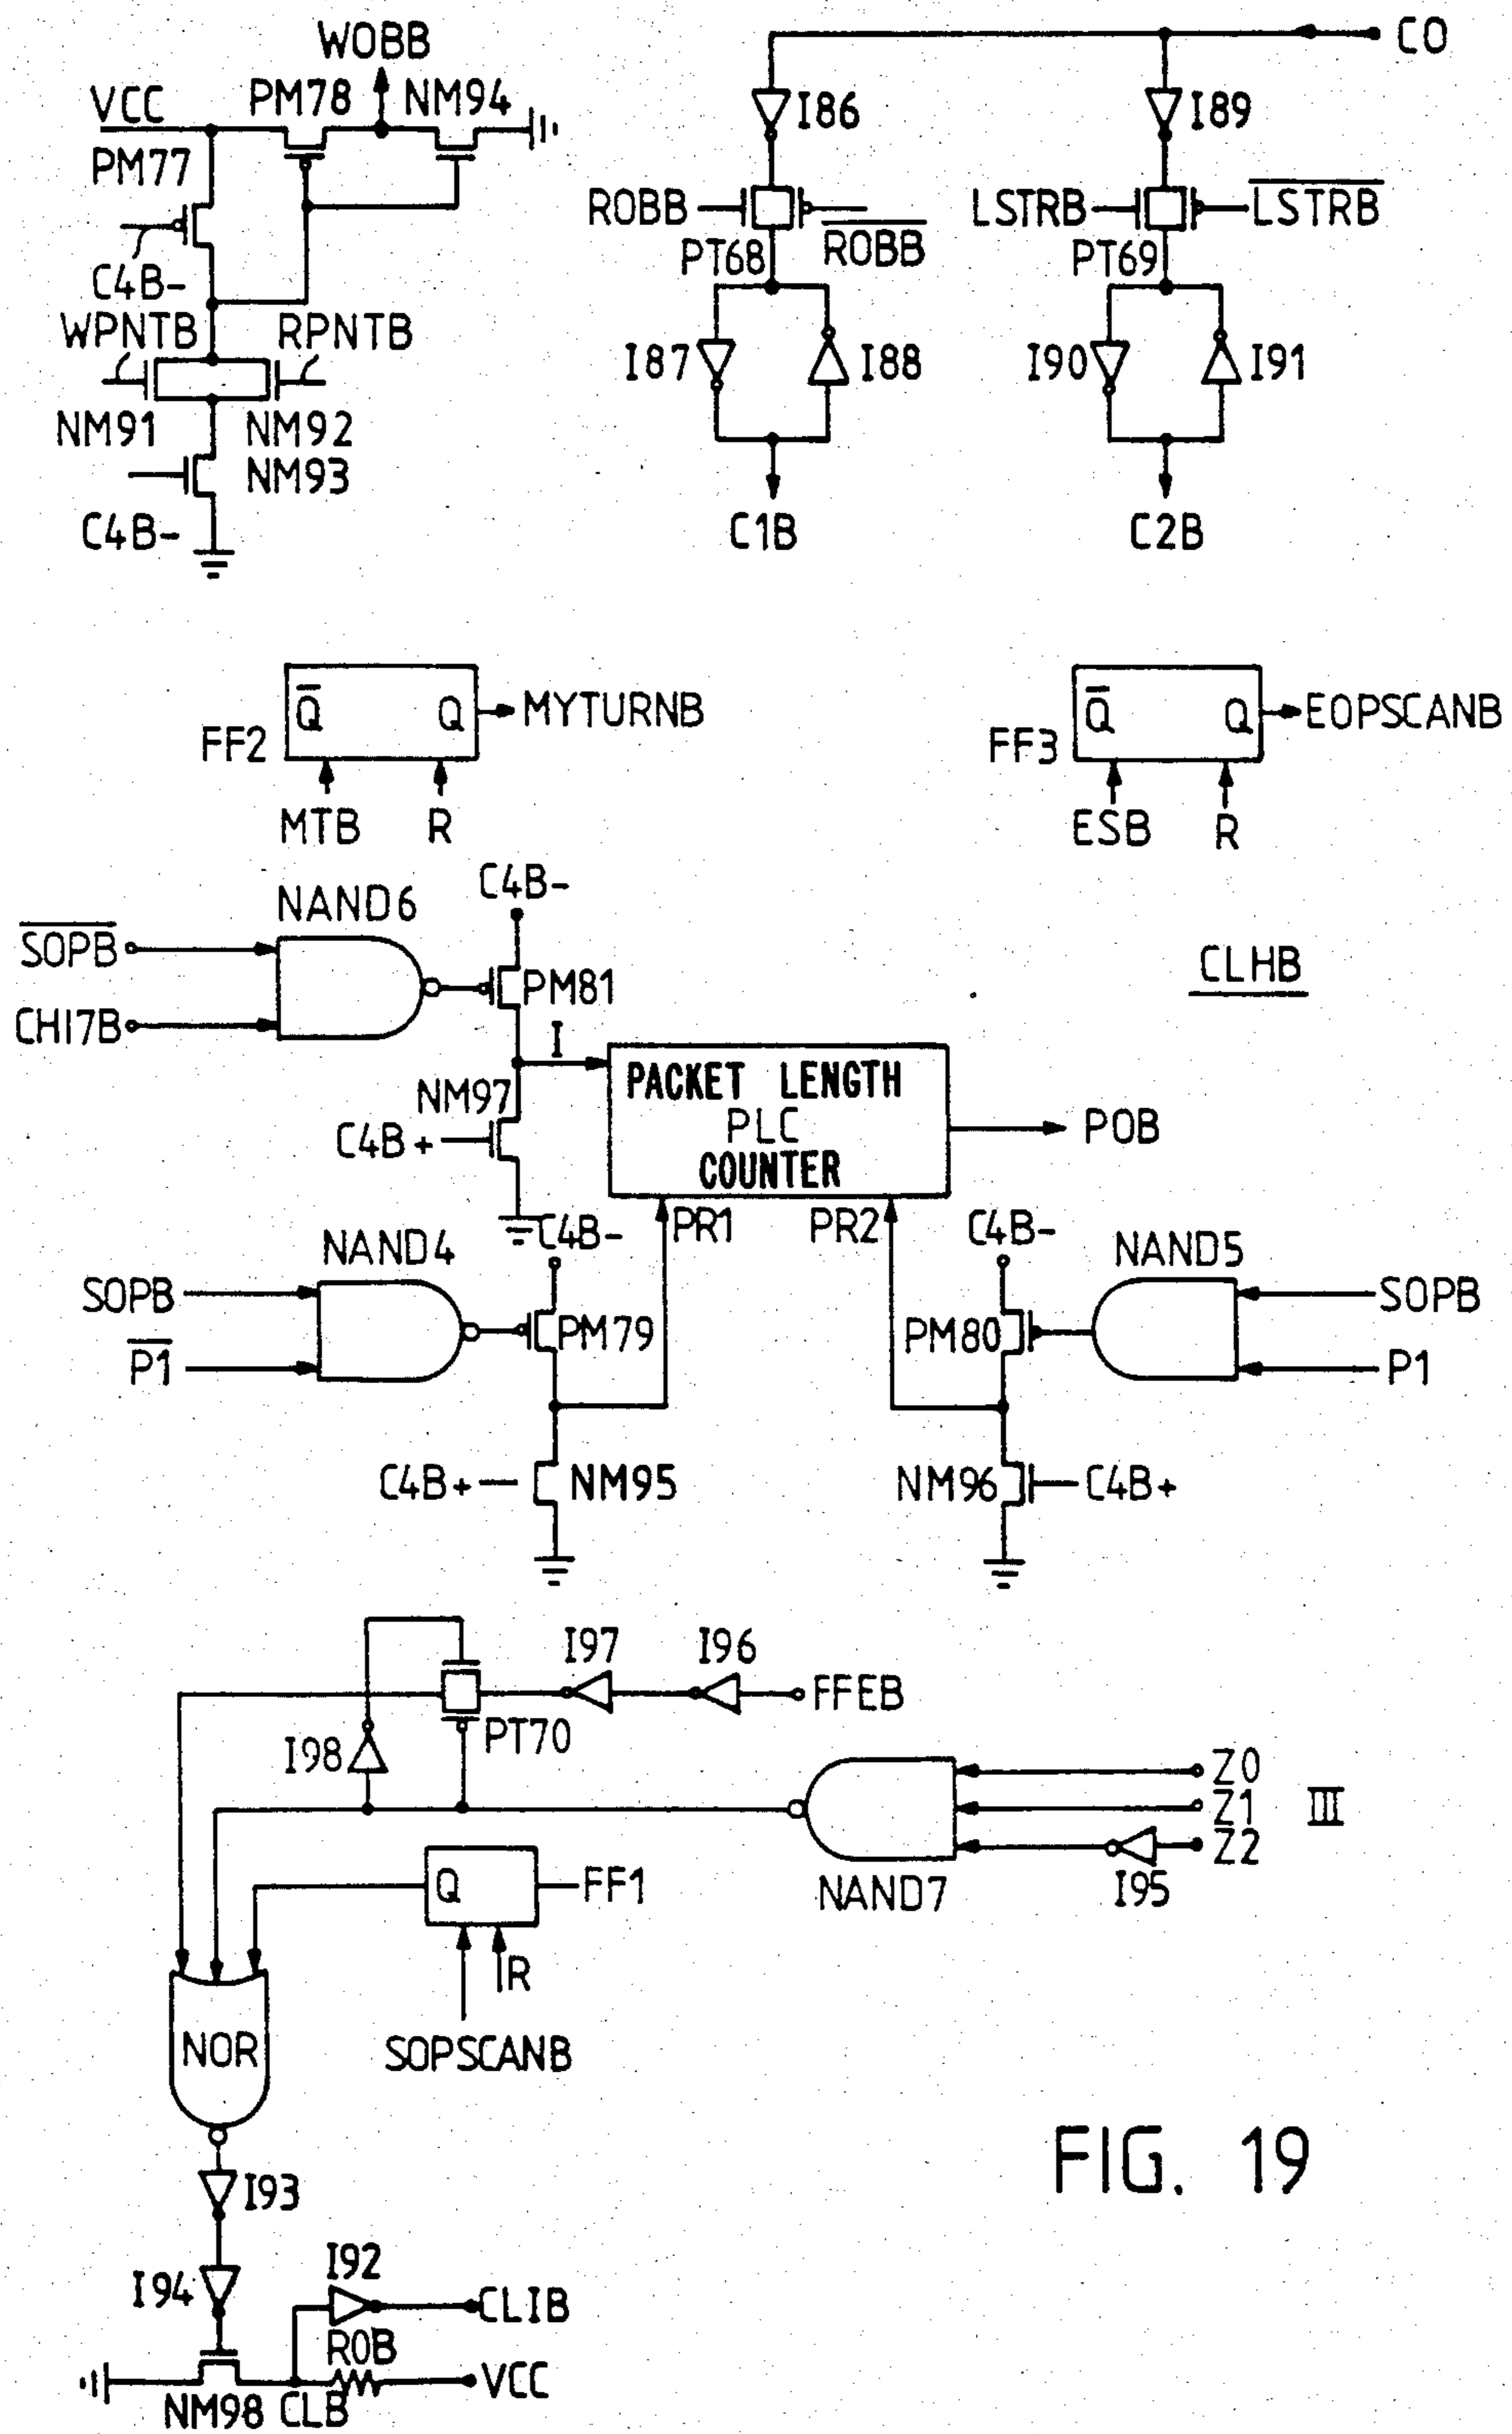 WOBB
CO
VCC
PM78
NM94
I86
I89
PM77
ROBB
ROBB
LSTRB
LSTRB
C4B-
PT68
PT69
WPNTB
RPNTB
I87
I88
I90
I91
NM91
NM92
NM93
C4B-
C1B
C2B
Q
Q
MYTURNB
FF2
MTB
R
Q
Q
EOPSCANB
FF3
ESB
R
C4B-
NAND6
SOPB
PM81
CHI7B
CLHB
I
NM97
C4B+
PACKET LENGTH
PLC
COUNTER
POB
C4B-
PR1
PR2
C4B-
NAND4
NAND5
SOPB
PM79
PM80
SOPB
P1
P1
C4B+
NM95
NM96
C4B+
I97
I96
FFEB
I98
PT70
Z0
Z1
III
Z2
NAND7
I95
Q
FF1
R
SOPSCANB
NOR
FIG. 19
I93
I92
I94
CLIB
ROB
VCC
NM98
CLB